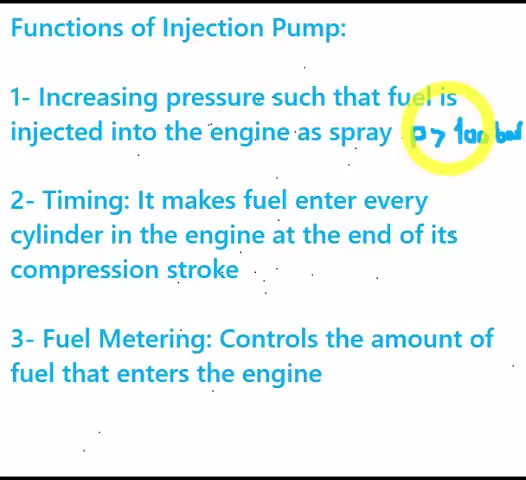 Functions of Injection Pump:
1- Increasing pressure such that fuel is
injected into the engine as spray p > 100 bar
2- Timing: It makes fuel enter every
cylinder in the engine at the end of its
compression stroke
3- Fuel Metering: Controls the amount of
fuel that enters the engine